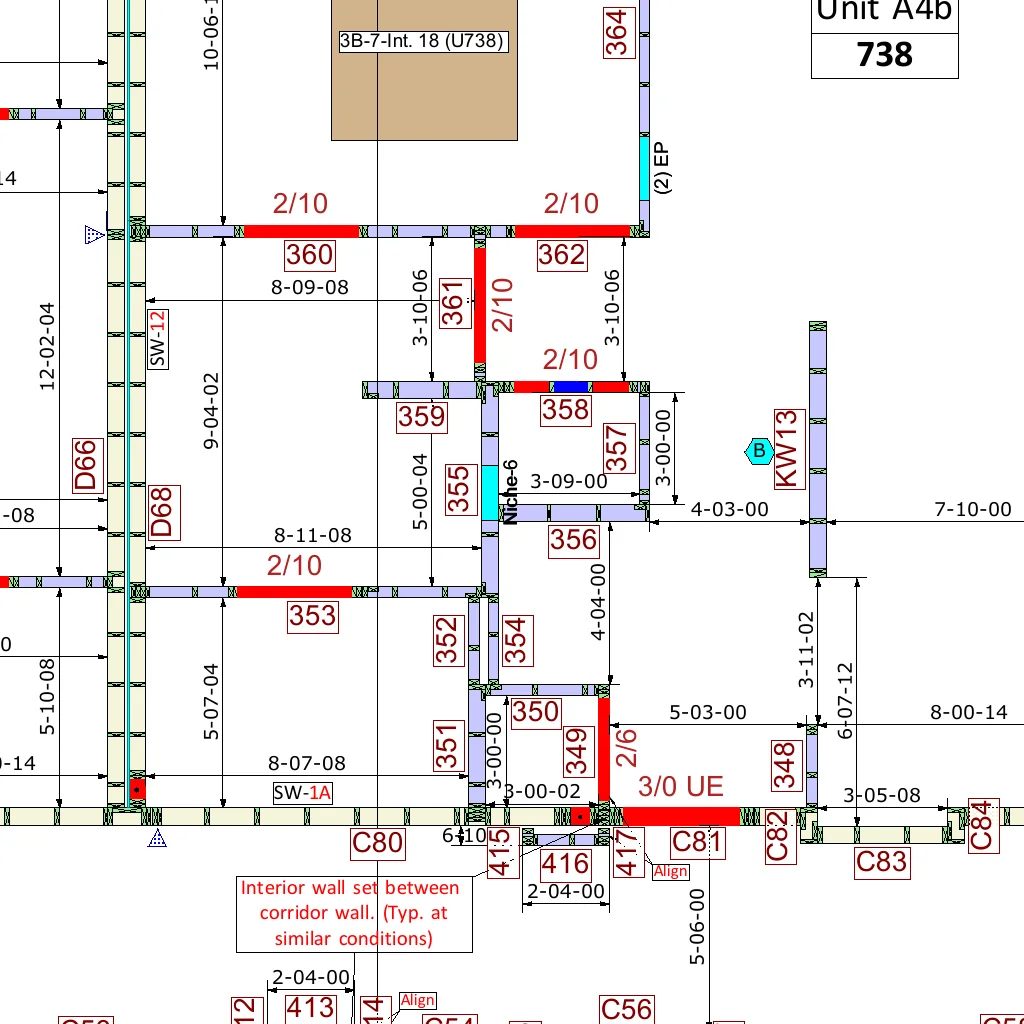 Unit A4b
738
3B-7-Int. 18 (U738)
364
(2) EP
2/10
2/10
360
362
8-09-08
3-10-06
361
2/10
3-10-06
SW-12
12-02-04
9-04-02
2/10
359
358
357
3-00-00
B
KW13
D66
D68
5-00-04
355
Niche-6
3-09-00
-08
4-03-00
7-10-00
356
8-11-08
2/10
353
352
354
4-04-00
3-11-02
6-07-12
5-10-08
5-07-04
350
5-03-00
8-00-14
351
3-00-00
349
2/6
348
8-07-08
SW-1A
3-00-02
3/0 UE
3-05-08
C80
6-10
415
416
417
C81
C82
C83
C84
Align
2-04-00
Interior wall set between
corridor wall. (Typ. at
similar conditions)
5-06-00
2-04-00
413
Align
C56